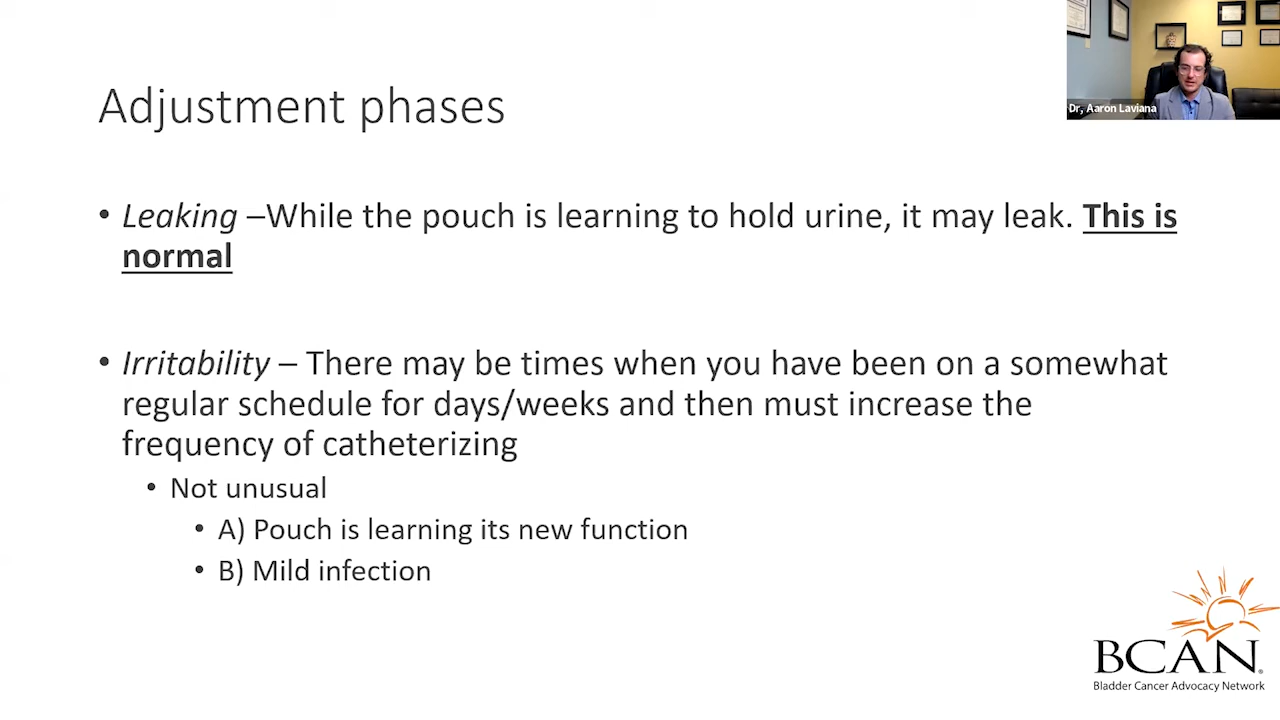 Adjustment phases
Dr, Aaron Laviana
• Leaking –While the pouch is learning to hold urine, it may leak. This is
normal
• Irritability – There may be times when you have been on a somewhat
regular schedule for days/weeks and then must increase the
frequency of catheterizing
• Not unusual
• A) Pouch is learning its new function
• B) Mild infection
BCAN®
Bladder Cancer Advocacy Network